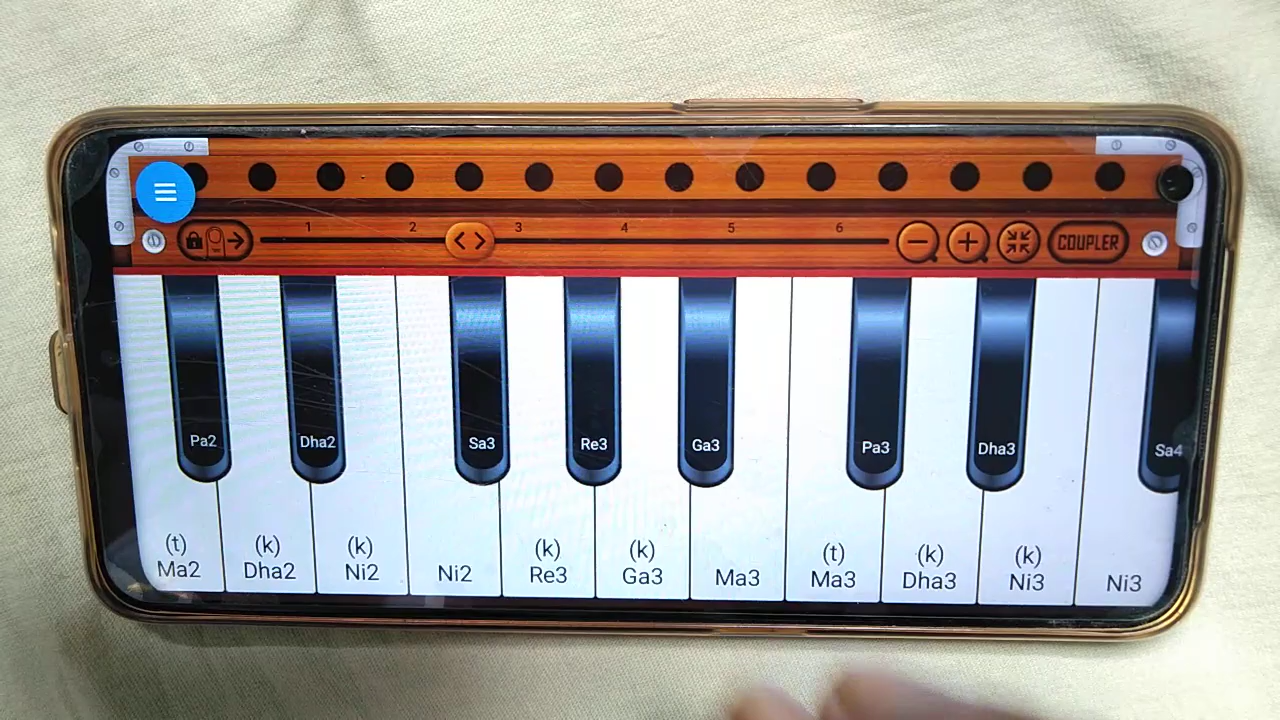 1 2 3 4 5 6
COUPLER
Pa2 Dha2 Sa3 Re3 Ga3 Pa3 Dha3 Sa4
(t) (k) (k) (k) (k) (t) (k) (k)
Ma2 Dha2 Ni2 Ni2 Re3 Ga3 Ma3 Ma3 Dha3 Ni3 Ni3